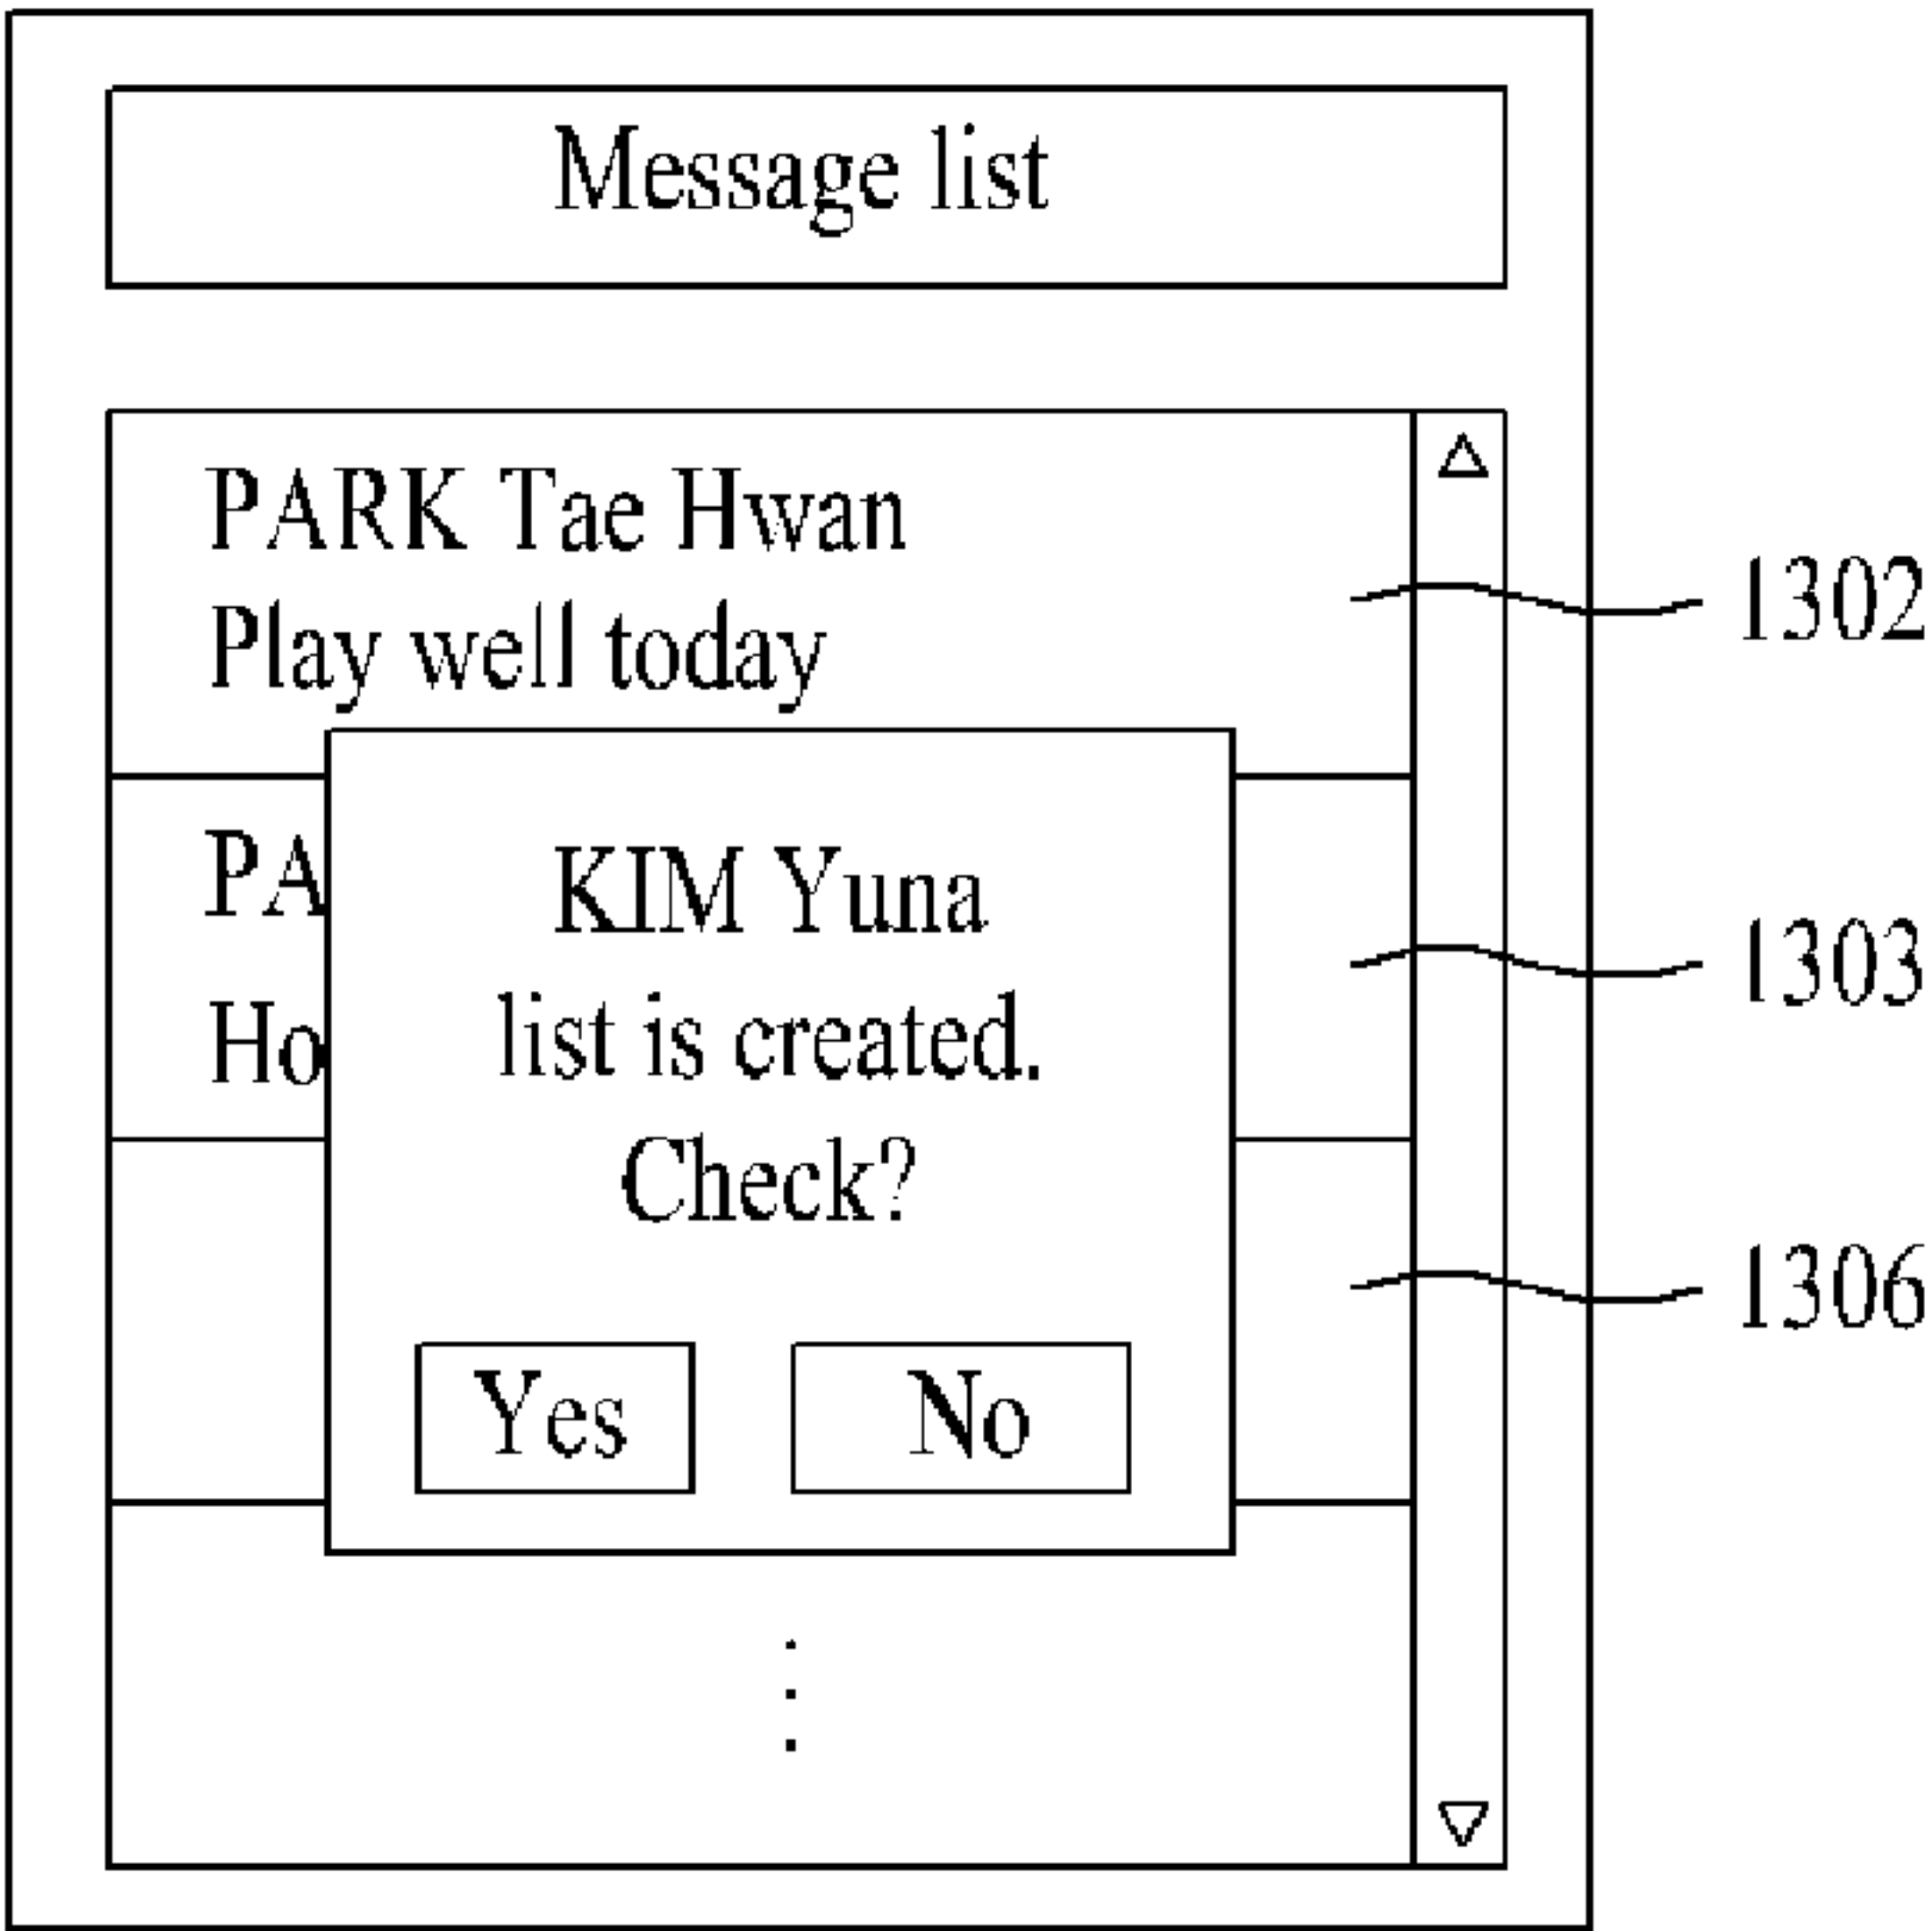 Message list
PARK Tae Hwan
Play well today
1302
PA
Ho
KIM Yuna
list is created.
Check?
Yes
No
1303
1306